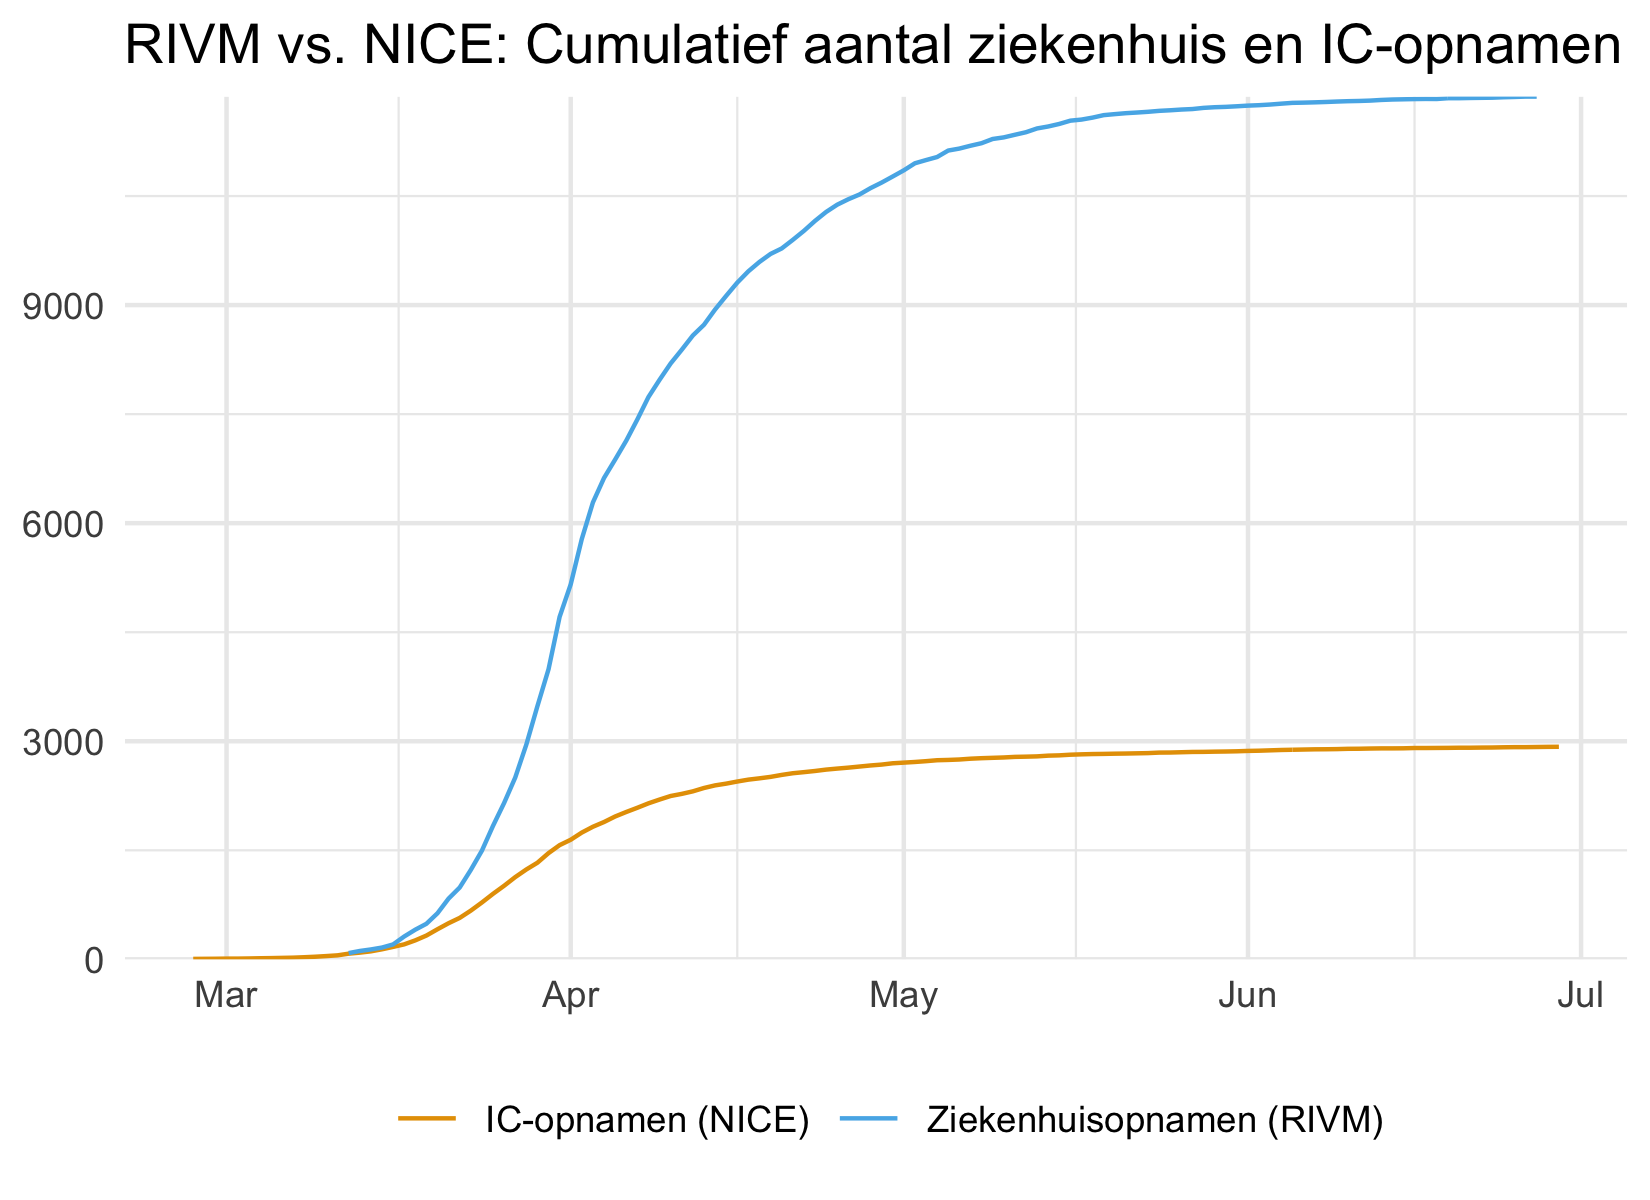 RIVM vs. NICE: Cumulatief aantal ziekenhuis en IC-opnamen
9000
6000
3000
0
Mar Apr May Jun Jul
IC-opnamen (NICE) Ziekenhuisopnamen (RIVM)